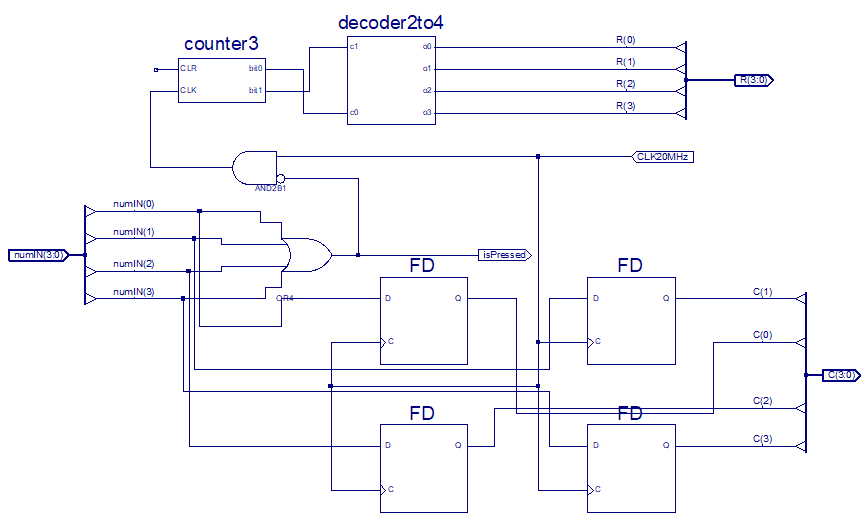 decoder2to4
counter3
c1 o0 R(0)
CLR bit0 o1 R(1)
R(3:0)
CLK bit1 o2 R(2)
c0 o3 R(3)
CLK20MHz
AND2B1
numIN(0)
numIN(1)
numIN(3:0) isPressed
numIN(2)
FD FD
numIN(3) OR4 D Q D Q C(1)
C C C(0)
C(3:0)
C(2)
FD FD
D Q D Q C(3)
C C